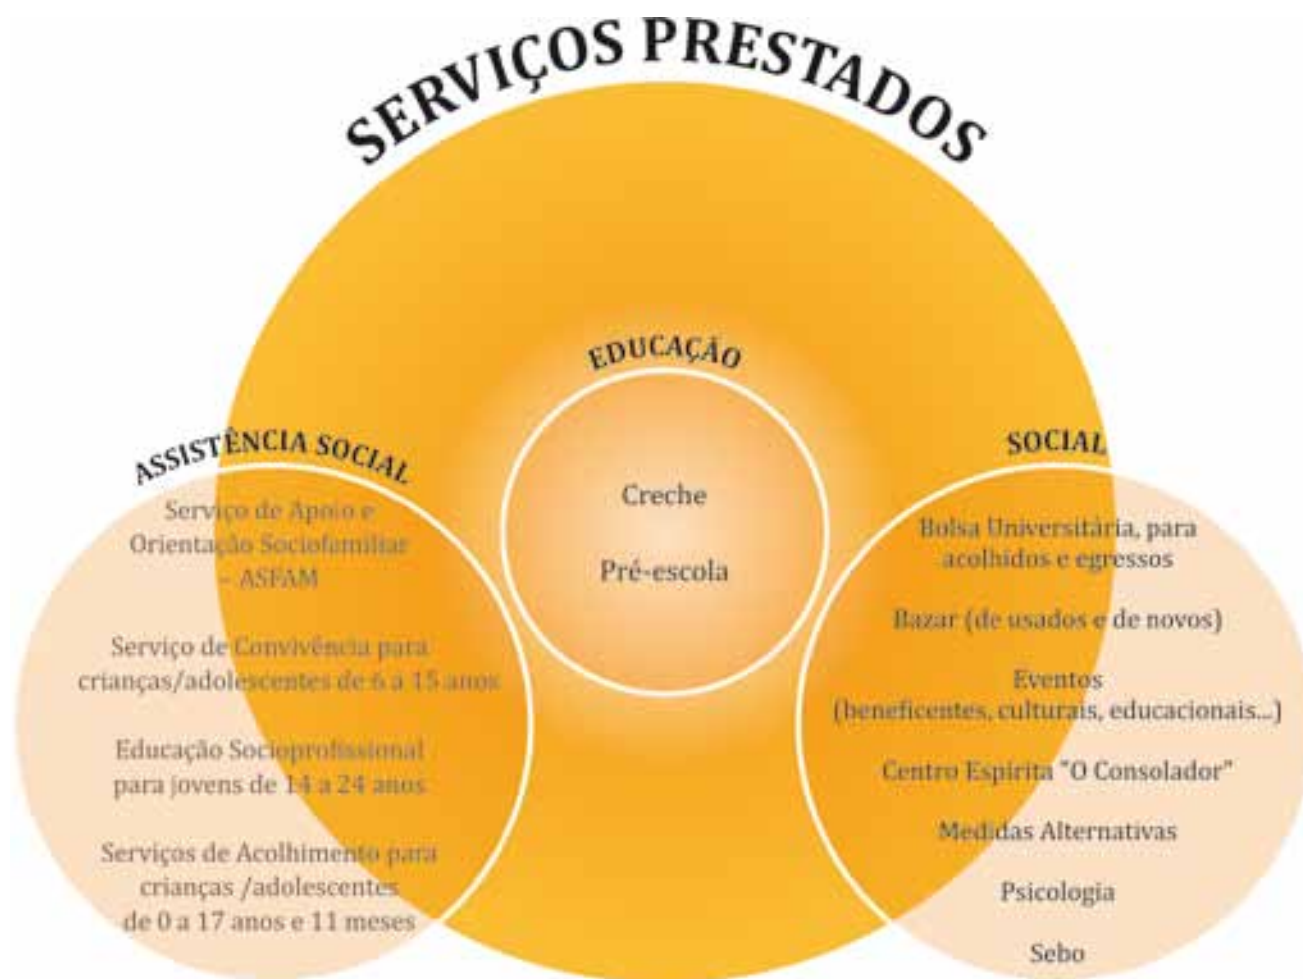 SERVIÇOS PRESTADOS
EDUCAÇÃO
Creche
Pré-escola
ASSISTÊNCIA SOCIAL
Serviço de Apoio e
Orientação Sociofamiliar
– ASFAM
Serviço de Convivência para
crianças/adolescentes de 6 a 15 anos
Educação Socioprofissional
para jovens de 14 a 24 anos
Serviços de Acolhimento para
crianças /adolescentes
de 0 a 17 anos e 11 meses
SOCIAL
Bolsa Universitária, para
acolhidos e egressos
Bazar (de usados e de novos)
Eventos
(beneficentes, culturais, educacionais...)
Centro Espírita "O Consolador"
Medidas Alternativas
Psicologia
Sebo